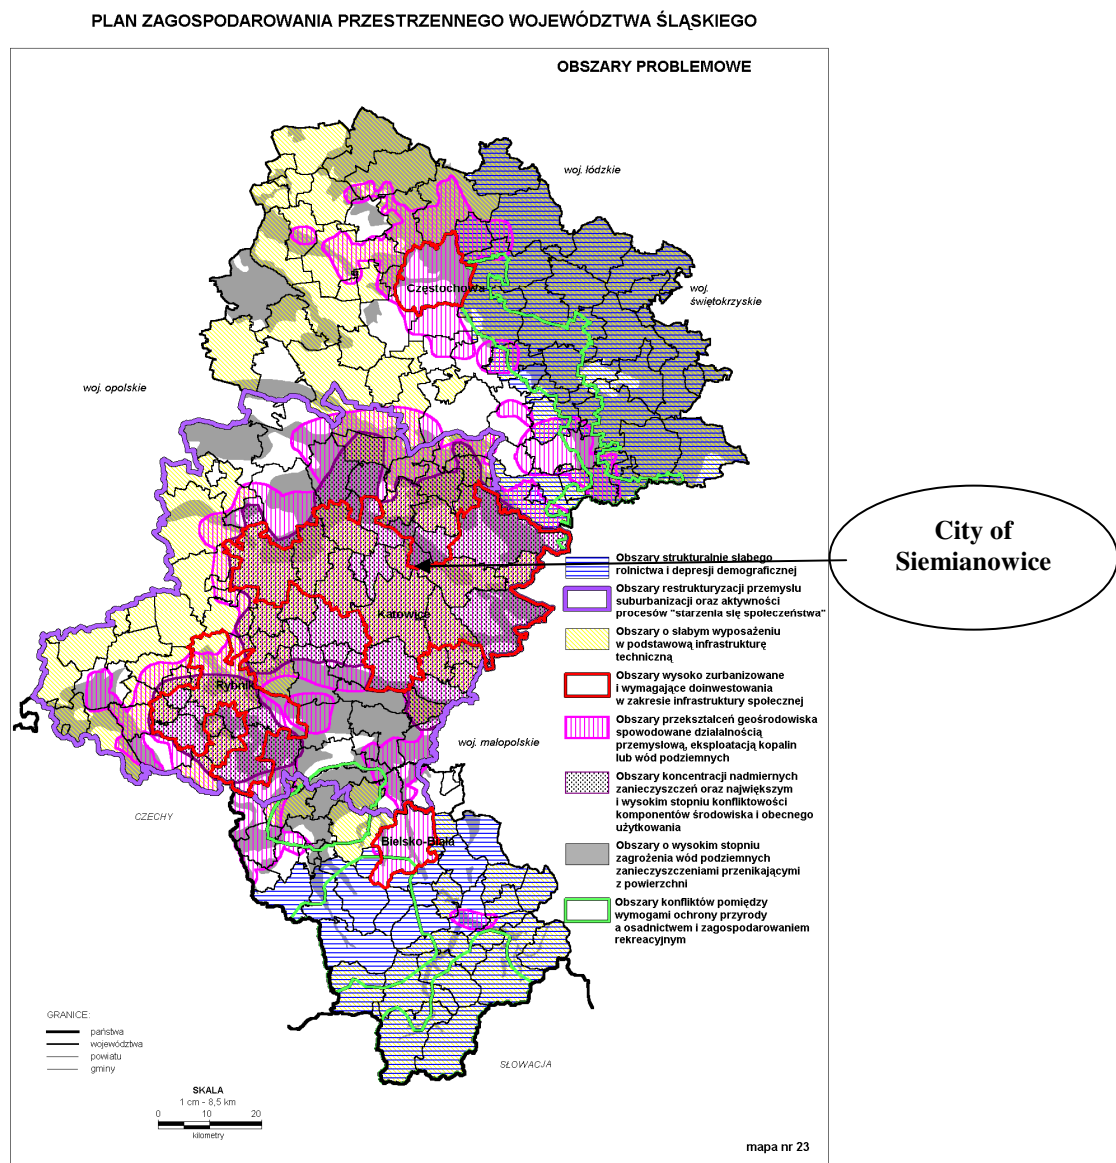 PLAN ZAGOSPODAROWANIA PRZESTRZENNEGO WOJEWÓDZTWA ŚLĄSKIEGO
OBSZARY PROBLEMOWE
woj. łódzkie
woj.
świętokrzyskie
Częstochowa
woj. opolskie
City of
Siemianowice
Katowice
Rybnik
woj. małopolskie
CZECHY
Bielsko-Biała
SŁOWACJA
Obszary strukturalnie słabego
rolnictwa i depresji demograficznej
Obszary restrukturyzacji przemysłu
suburbanizacji oraz aktywności
procesów "starzenia się społeczeństwa"
Obszary o słabym wyposażeniu
w podstawową infrastrukturę
techniczną
Obszary wysoko zurbanizowane
i wymagające doinwestowania
w zakresie infrastruktury społecznej
Obszary przekształceń geośrodowiska
spowodowane działalnością
przemysłową, eksploatacją kopalin
lub wód podziemnych
Obszary koncentracji nadmiernych
zanieczyszczeń oraz największym
i wysokim stopniu konfliktowości
komponentów środowiska i obecnego
użytkowania
Obszary o wysokim stopniu
zagrożenia wód podziemnych
zanieczyszczeniami przenikającymi
z powierzchni
Obszary konfliktów pomiędzy
wymogami ochrony przyrody
a osadnictwem i zagospodarowaniem
rekreacyjnym
GRANICE:
państwa
województwa
powiatu
gminy
SKALA
1 cm - 8,5 km
0 10 20
kilometry
mapa nr 23